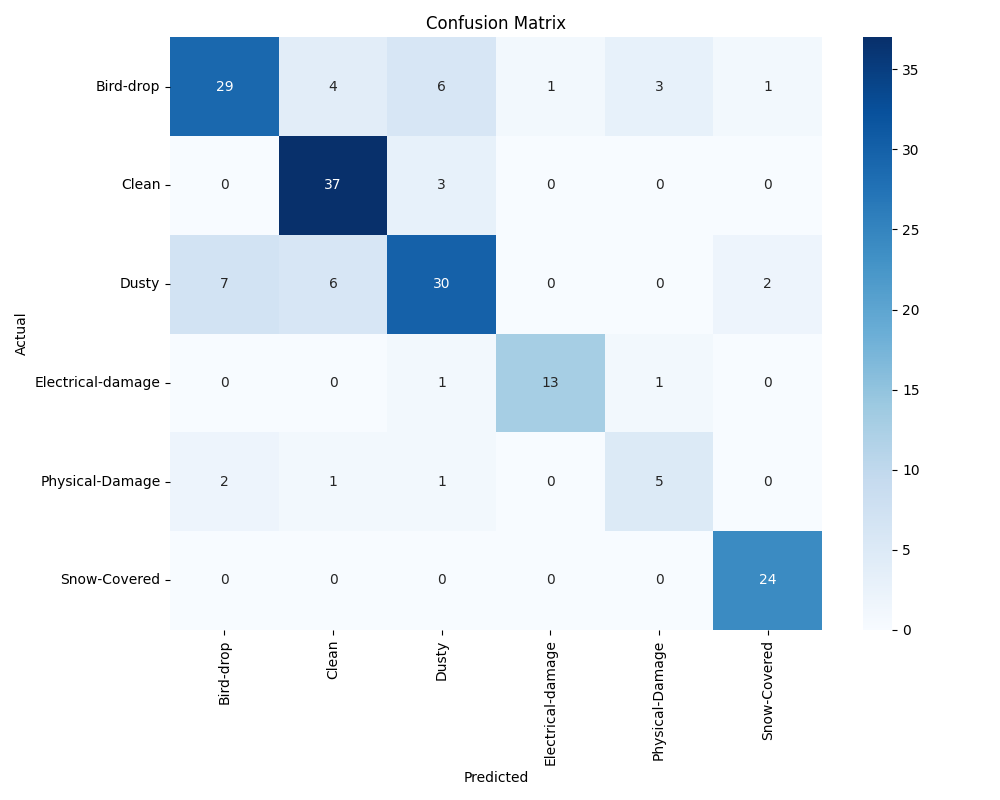 Confusion Matrix
Actual
Bird-drop 29 4 6 1 3 1
Clean 0 37 3 0 0 0
Dusty 7 6 30 0 0 2
Electrical-damage 0 0 1 13 1 0
Physical-Damage 2 1 1 0 5 0
Snow-Covered 0 0 0 0 0 24
Bird-drop Clean Dusty Electrical-damage Physical-Damage Snow-Covered
Predicted
35
30
25
20
15
10
5
0